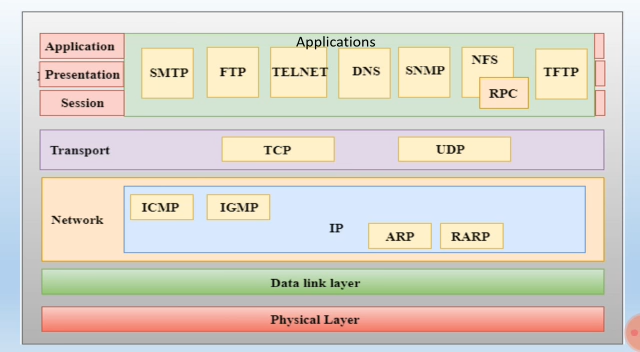 Applications
Application
Presentation
Session
SMTP
FTP
TELNET
DNS
SNMP
NFS
RPC
TFTP
Transport
TCP
UDP
Network
ICMP
IGMP
IP
ARP
RARP
Data link layer
Physical Layer